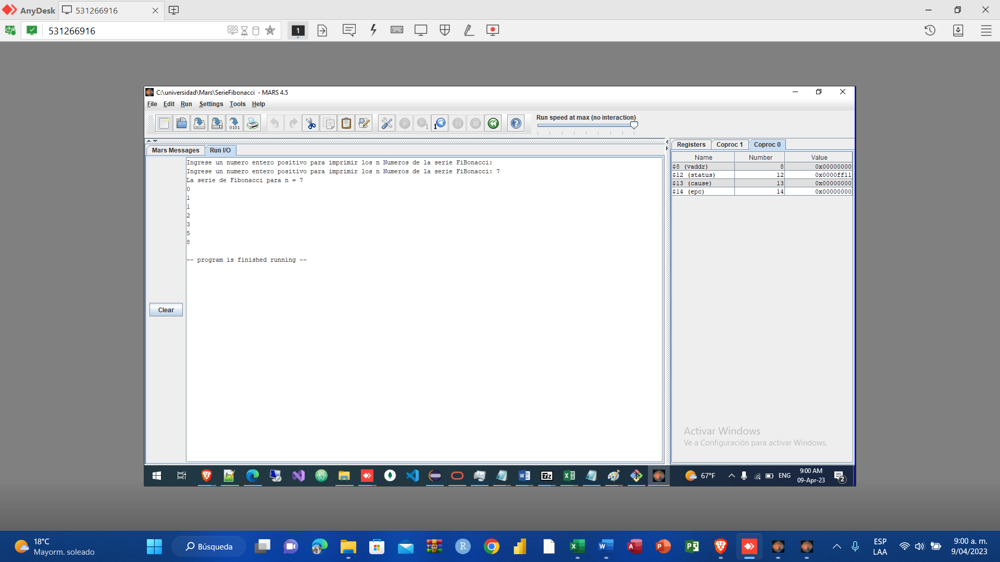 AnyDesk
531266916
531266916
1
C:\universidad\Mars\SerieFibonacci - MARS 4.5
File Edit Run Settings Tools Help
Run speed at max (no interaction)
Mars Messages Run I/O
Registers Coproc 1 Coproc 0
Name Number Value
$8 (vaddr) 8 0x00000000
$12 (status) 12 0x0000ff11
$13 (cause) 13 0x00000000
$14 (epc) 14 0x00000000
Ingrese un numero entero positivo para imprimir los n Numeros de la serie FiBonacci:
Ingrese un numero entero positivo para imprimir los n Numeros de la serie FiBonacci: 7
La serie de Fibonacci para n = 7
0
1
1
2
3
5
8
-- program is finished running --
Clear
Activar Windows
Ve a Configuración para activar Windows.
67°F
ENG
9:00 AM
09-Apr-23
2
18°C
Mayorm. soleado
Búsqueda
ESP
LAA
9:00 a. m.
9/04/2023